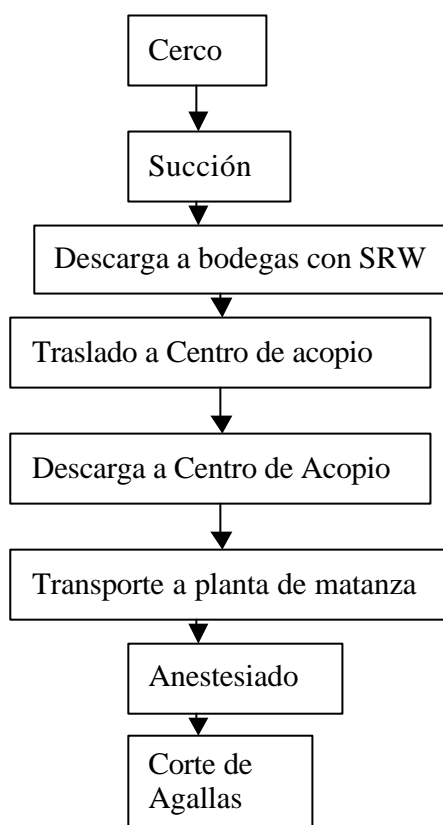 Cerco
Succión
Descarga a bodegas con SRW
Traslado a Centro de acopio
Descarga a Centro de Acopio
Transporte a planta de matanza
Anestesiado
Corte de
Agallas